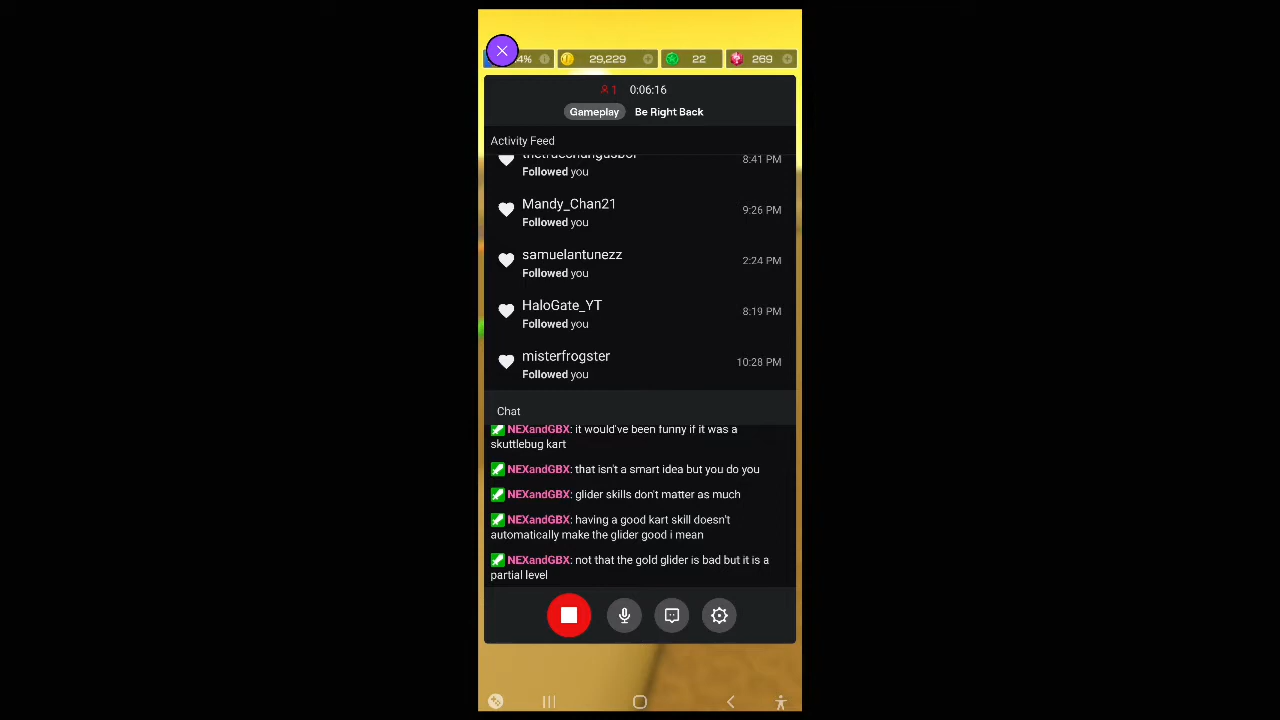 4% 29,229 22 269
1 0:06:16
Gameplay Be Right Back
Activity Feed
8:41 PM
Followed you
Mandy_Chan21 9:26 PM
Followed you
samuelantunezz 2:24 PM
Followed you
HaloGate_YT 8:19 PM
Followed you
misterfrogster 10:28 PM
Followed you
Chat
NEXandGBX: it would've been funny if it was a
skuttlebug kart
NEXandGBX: that isn't a smart idea but you do you
NEXandGBX: glider skills don't matter as much
NEXandGBX: having a good kart skill doesn't
automatically make the glider good i mean
NEXandGBX: not that the gold glider is bad but it is a
partial level